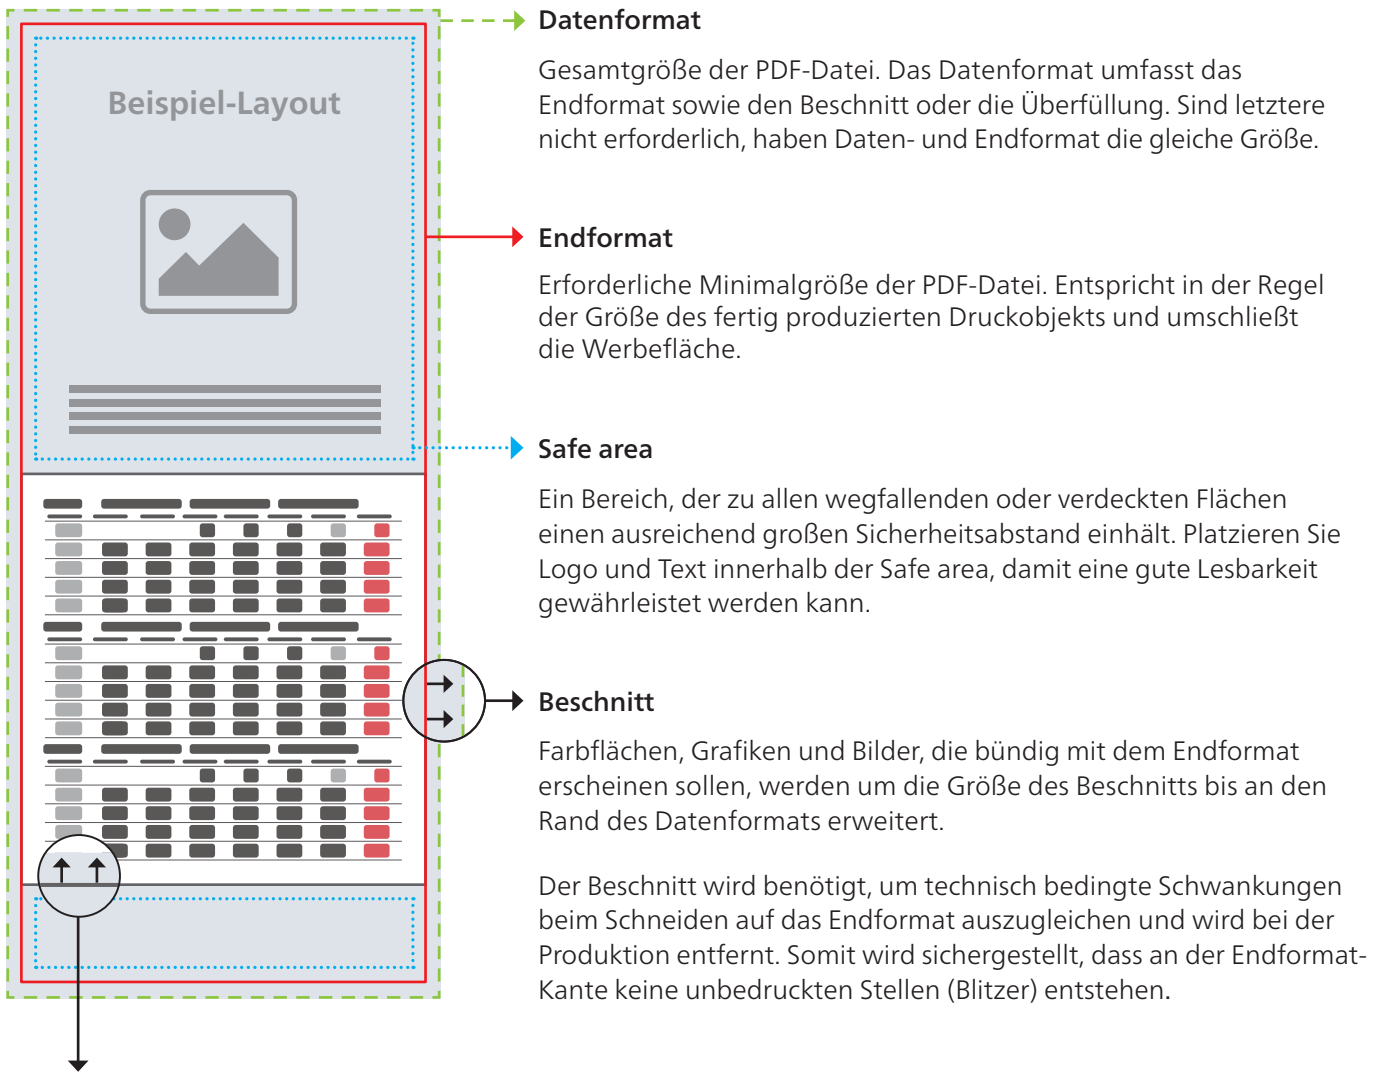 Datenformat
Gesamtgröße der PDF-Datei. Das Datenformat umfasst das
Endformat sowie den Beschnitt oder die Überfüllung. Sind letztere
nicht erforderlich, haben Daten- und Endformat die gleiche Größe.
Beispiel-Layout
Endformat
Erforderliche Minimalgröße der PDF-Datei. Entspricht in der Regel
der Größe des fertig produzierten Druckobjekts und umschließt
die Werbefläche.
Safe area
Ein Bereich, der zu allen wegfallenden oder verdeckten Flächen
einen ausreichend großen Sicherheitsabstand einhält. Platzieren Sie
Logo und Text innerhalb der Safe area, damit eine gute Lesbarkeit
gewährleistet werden kann.
Beschnitt
Farbflächen, Grafiken und Bilder, die bündig mit dem Endformat
erscheinen sollen, werden um die Größe des Beschnitts bis an den
Rand des Datenformats erweitert.
Der Beschnitt wird benötigt, um technisch bedingte Schwankungen
beim Schneiden auf das Endformat auszugleichen und wird bei der
Produktion entfernt. Somit wird sichergestellt, dass an der Endformat-
Kante keine unbedruckten Stellen (Blitzer) entstehen.